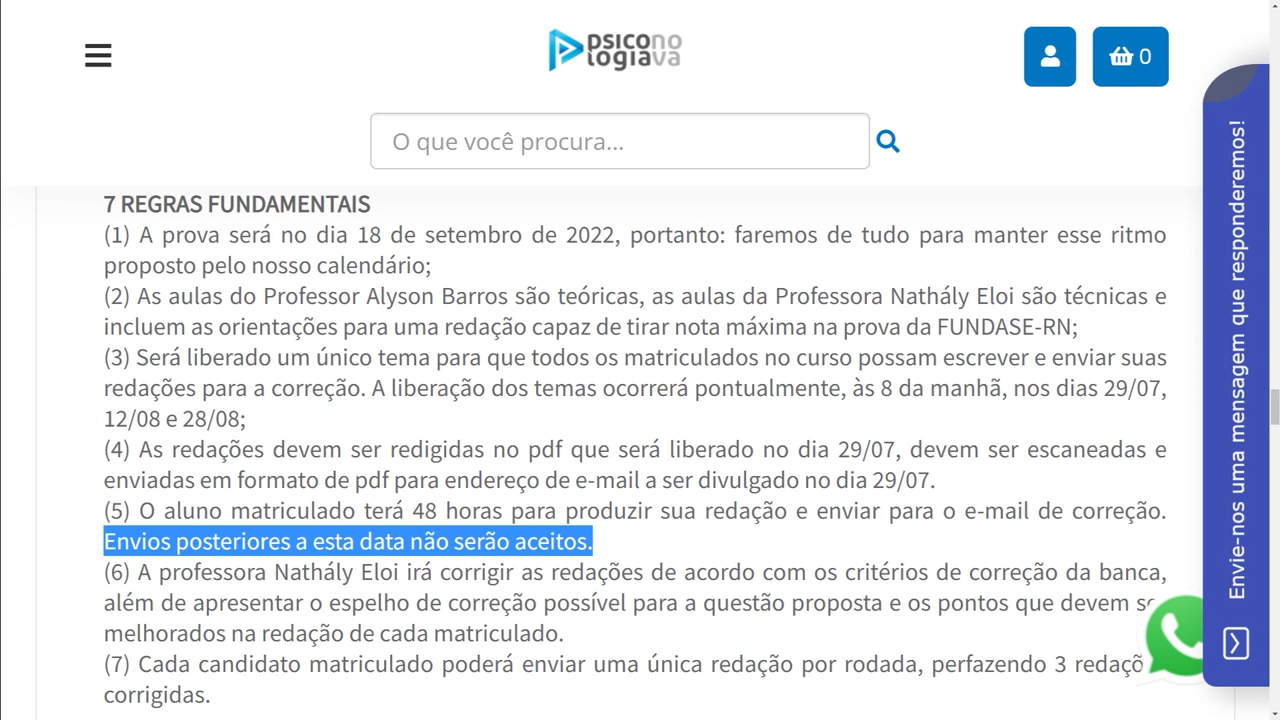 psicono
logiava
0
O que você procura...
7 REGRAS FUNDAMENTAIS
(1) A prova será no dia 18 de setembro de 2022, portanto: faremos de tudo para manter esse ritmo
proposto pelo nosso calendário;
(2) As aulas do Professor Alyson Barros são teóricas, as aulas da Professora Nathály Eloi são técnicas e
incluem as orientações para uma redação capaz de tirar nota máxima na prova da FUNDASE-RN;
(3) Será liberado um único tema para que todos os matriculados no curso possam escrever e enviar suas
redações para a correção. A liberação dos temas ocorrerá pontualmente, às 8 da manhã, nos dias 29/07,
12/08 e 28/08;
(4) As redações devem ser redigidas no pdf que será liberado no dia 29/07, devem ser escaneadas e
enviadas em formato de pdf para endereço de e-mail a ser divulgado no dia 29/07.
(5) O aluno matriculado terá 48 horas para produzir sua redação e enviar para o e-mail de correção.
Envios posteriores a esta data não serão aceitos.
(6) A professora Nathály Eloi irá corrigir as redações de acordo com os critérios de correção da banca,
além de apresentar o espelho de correção possível para a questão proposta e os pontos que devem se
melhorados na redação de cada matriculado.
(7) Cada candidato matriculado poderá enviar uma única redação por rodada, perfazendo 3 redaçõ
corrigidas.
Envie-nos uma mensagem que responderemos!